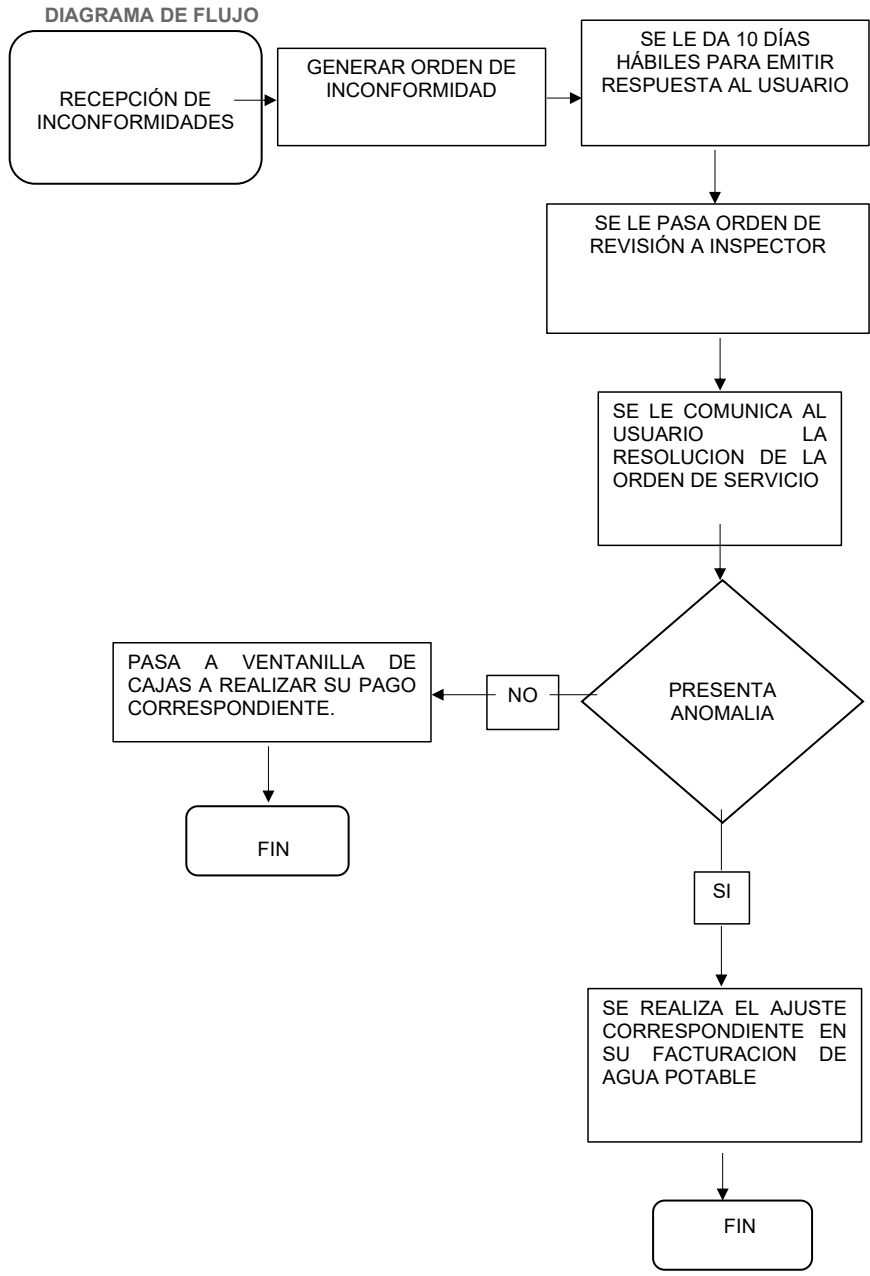 DIAGRAMA DE FLUJO
RECEPCIÓN DE
INCONFORMIDADES
GENERAR ORDEN DE
INCONFORMIDAD
SE LE DA 10 DÍAS
HÁBILES PARA EMITIR
RESPUESTA AL USUARIO
SE LE PASA ORDEN DE
REVISIÓN A INSPECTOR
SE LE COMUNICA AL
USUARIO LA
RESOLUCION DE LA
ORDEN DE SERVICIO
PRESENTA
ANOMALIA
NO
PASA A VENTANILLA DE
CAJAS A REALIZAR SU PAGO
CORRESPONDIENTE.
FIN
SI
SE REALIZA EL AJUSTE
CORRESPONDIENTE EN
SU FACTURACION DE
AGUA POTABLE
FIN